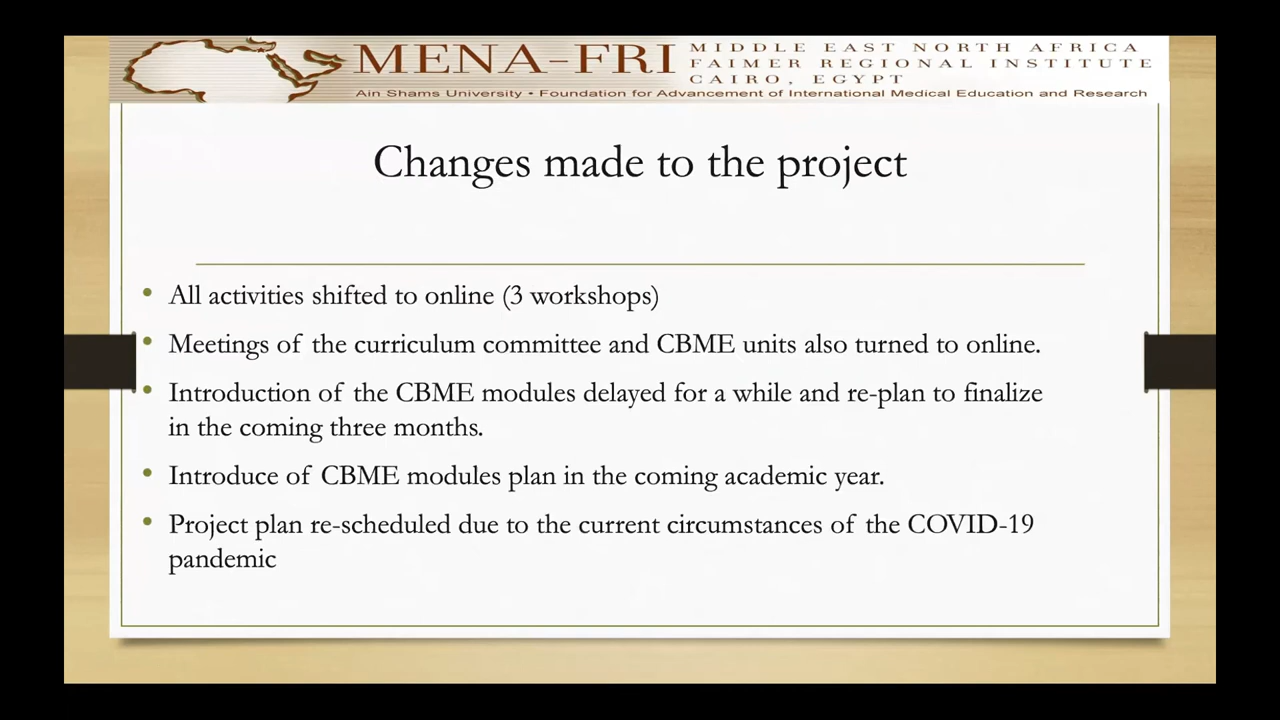 MENA-FRI
MIDDLE EAST NORTH AFRICA
FAIMER REGIONAL INSTITUTE
CAIRO, EGYPT
Ain Shams University • Foundation for Advancement of International Medical Education and Research
Changes made to the project
• All activities shifted to online (3 workshops)
• Meetings of the curriculum committee and CBME units also turned to online.
• Introduction of the CBME modules delayed for a while and re-plan to finalize
in the coming three months.
• Introduce of CBME modules plan in the coming academic year.
• Project plan re-scheduled due to the current circumstances of the COVID-19
pandemic